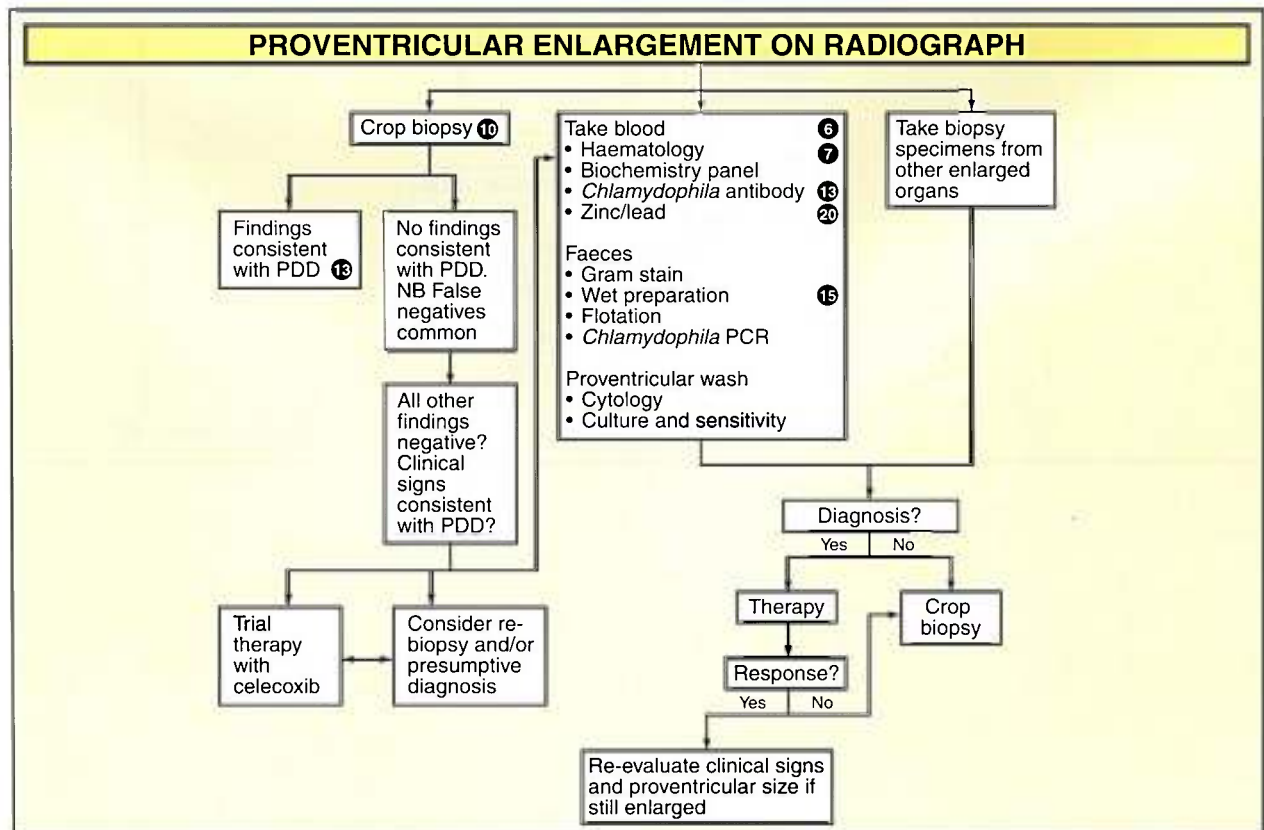 PROVENTRICULAR ENLARGEMENT ON RADIOGRAPH
Crop biopsy 10
Findings
consistent
with PDD 13
No findings
consistent
with PDD.
NB False
negatives
common
All other
findings
negative?
Clinical
signs
consistent
with PDD?
Trial
therapy
with
celecoxib
Consider re-
biopsy and/or
presumptive
diagnosis
Take blood 6
• Haematology 7
• Biochemistry panel
• Chlamydophila antibody 13
• Zinc/lead 20
Faeces
• Gram stain
• Wet preparation 15
• Flotation
• Chlamydophila PCR
Proventricular wash
• Cytology
• Culture and sensitivity
Take biopsy
specimens from
other enlarged
organs
Diagnosis?
Yes No
Therapy
Crop
biopsy
Response?
Yes No
Re-evaluate clinical signs
and proventricular size if
still enlarged